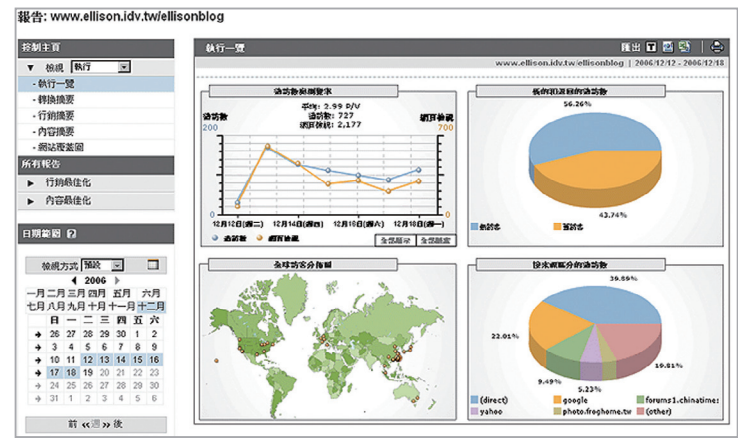 報告: www.ellison.idv.tw/ellisonblog
控制主頁
檢視 執行
- 執行一覽
- 轉換摘要
- 行銷摘要
- 內容摘要
- 網站覆蓋圖
所有報告
行銷最佳化
內容最佳化
日期範圍 ?
檢視方式 預設
2006
一月 二月 三月 四月 五月 六月
七月 八月 九月 十月 十一月 十二月
日 一 二 三 四 五 六
26 27 28 29 30 1 2
3 4 5 6 7 8 9
10 11 12 13 14 15 16
17 18 19 20 21 22 23
24 25 26 27 28 29 30
31 1 2 3 4 5 6
前 «週» 後
執行一覽
匯出
www.ellison.idv.tw/ellisonblog | 2006/12/12 - 2006/12/18
造訪數與瀏覽率
平均: 2.99 P/V
造訪數: 727
網頁檢視: 2,177
造訪數
200
網頁檢視
700
0
0
12月12日(週二) 12月14日(週四) 12月16日(週六) 12月18日(週一)
造訪數 網頁檢視
全部顯示 全部隱藏
新的和返回的造訪數
56.26%
43.74%
新訪客 舊訪客
全球訪客分佈圖
按來源區分的造訪數
39.89%
22.01%
19.81%
9.49%
5.23%
(direct) google forums1.chinatime:
yahoo photo.froghome.tw (other)